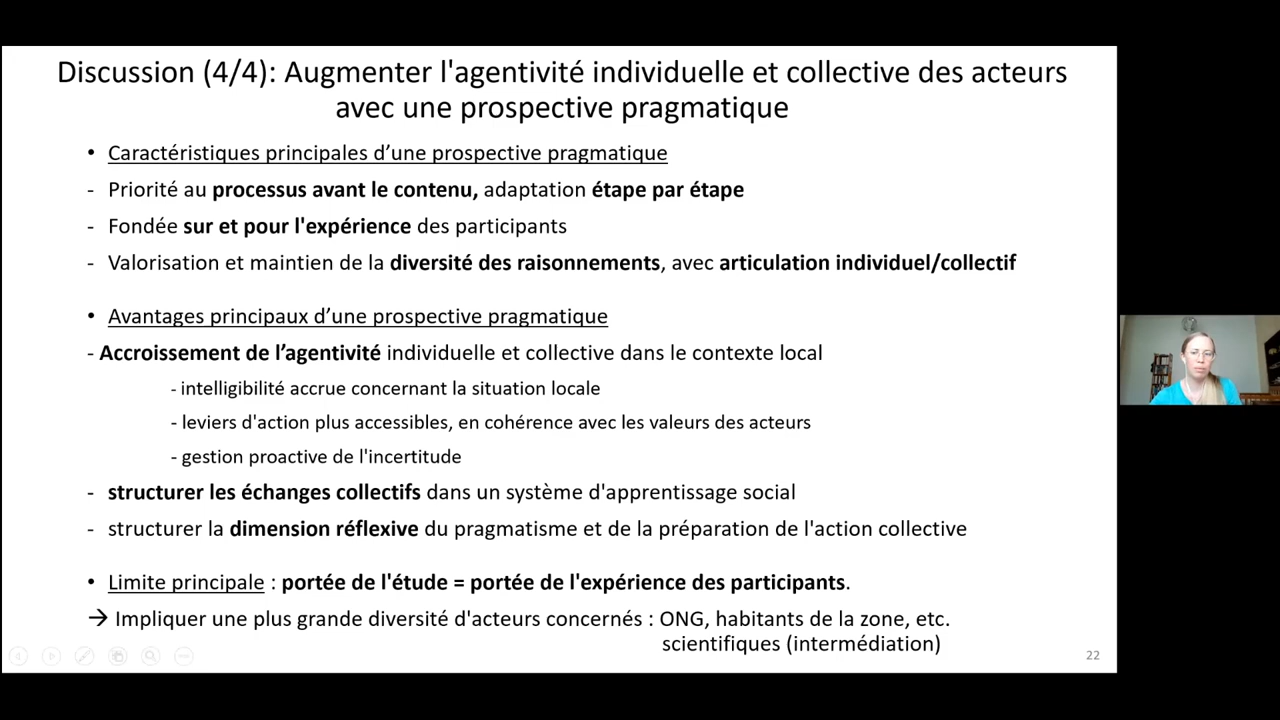 Discussion (4/4): Augmenter l'agentivité individuelle et collective des acteurs
avec une prospective pragmatique
• Caractéristiques principales d’une prospective pragmatique
- Priorité au processus avant le contenu, adaptation étape par étape
- Fondée sur et pour l'expérience des participants
- Valorisation et maintien de la diversité des raisonnements, avec articulation individuel/collectif
• Avantages principaux d’une prospective pragmatique
- Accroissement de l’agentivité individuelle et collective dans le contexte local
- intelligibilité accrue concernant la situation locale
- leviers d'action plus accessibles, en cohérence avec les valeurs des acteurs
- gestion proactive de l'incertitude
- structurer les échanges collectifs dans un système d'apprentissage social
- structurer la dimension réflexive du pragmatisme et de la préparation de l'action collective
• Limite principale : portée de l'étude = portée de l'expérience des participants.
→ Impliquer une plus grande diversité d'acteurs concernés : ONG, habitants de la zone, etc.
scientifiques (intermédiation)
22